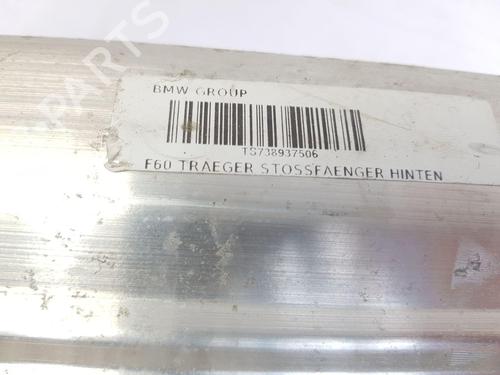 BMW GROUP
TS738937506
F60 TRAEGER STOSSFAENGER HINTEN